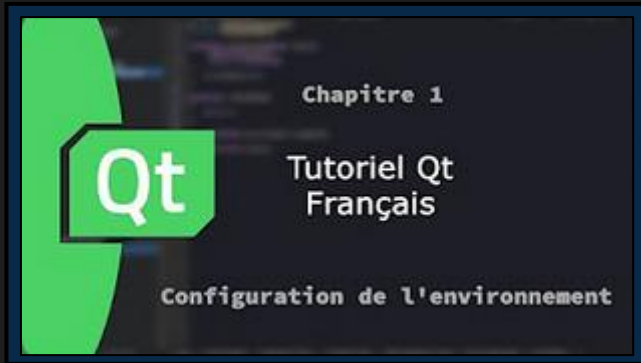 Chapitre 1
Qt
Tutoriel Qt
Français
Configuration de l'environnement